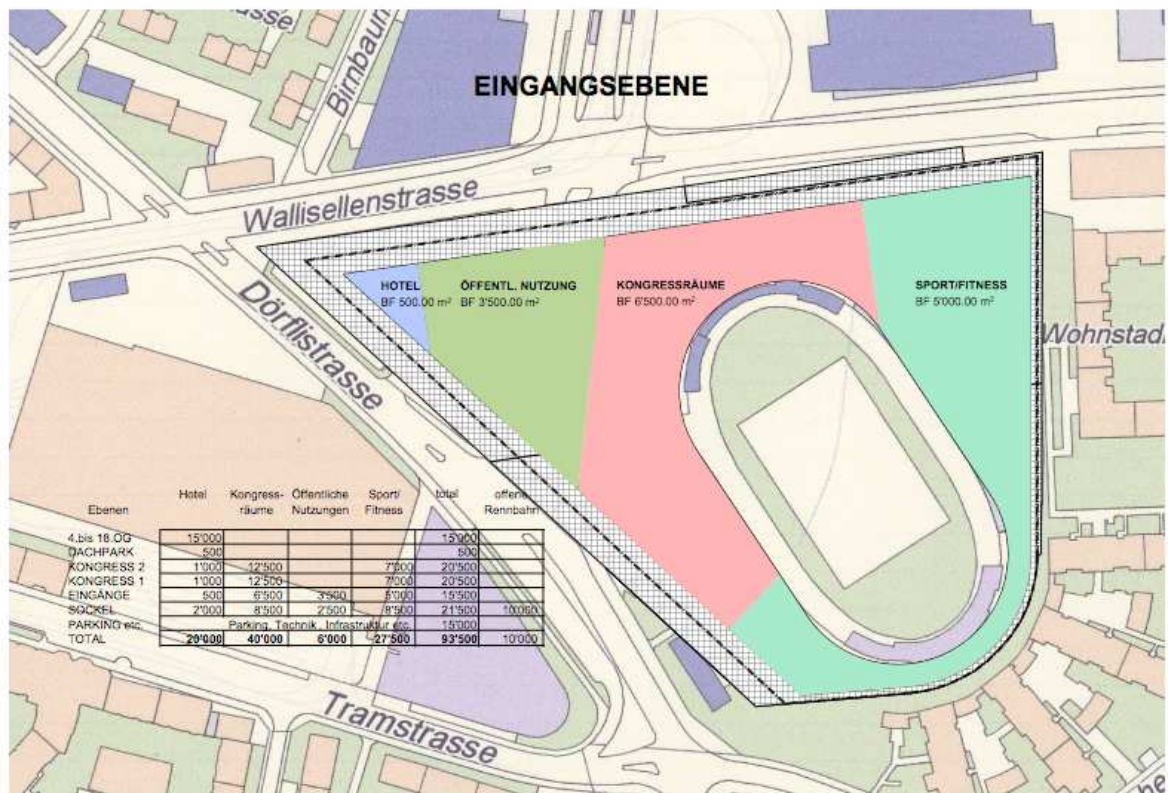 EINGANGSEBENE
Wallisellenstrasse
Dörflistrasse
Tramstrasse
HOTEL
BF 500.00 m²
ÖFFENTL. NUTZUNG
BF 3'500.00 m²
KONGRESSRÄUME
BF 6'500.00 m²
SPORT/FITNESS
BF 5'000.00 m²
Birnbaum
Wohnstad
Ebenen Hotel Kongress- Öffentliche Sport/ total offene
räume Nutzungen Fitness Rennbahn
4.bis 18.OG 15'000 15'000
DACHPARK 500 500
KONGRESS 2 1'000 12'500 7'000 20'500
KONGRESS 1 1'000 12'500 7'000 20'500
EINGÄNGE 500 6'500 3'500 5'000 15'500
SOCKEL 2'000 8'500 2'500 8'500 21'500 10'000
PARKING etc. Parking, Technik, Infrastruktur etc. 15'000
TOTAL 20'000 40'000 6'000 27'500 93'500 10'000